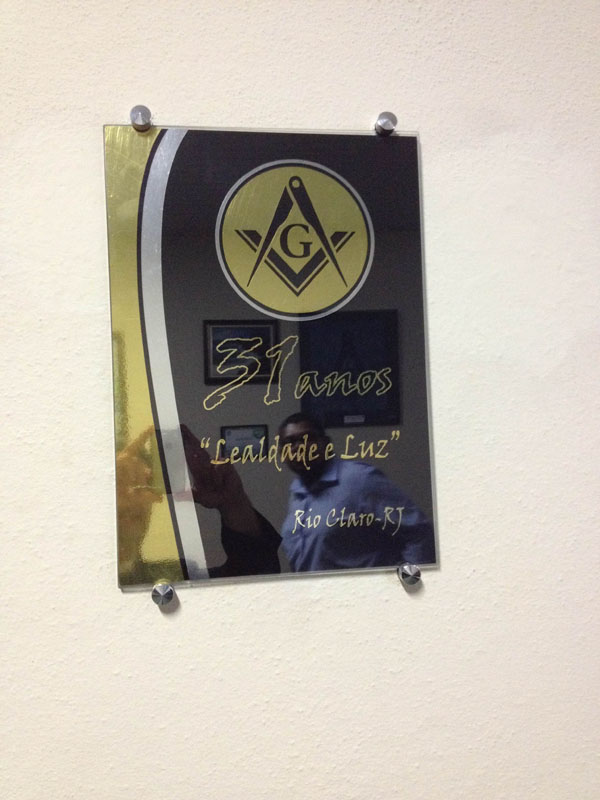 G
31 anos
“Lealdade e Luz”
Rio Claro-RJ